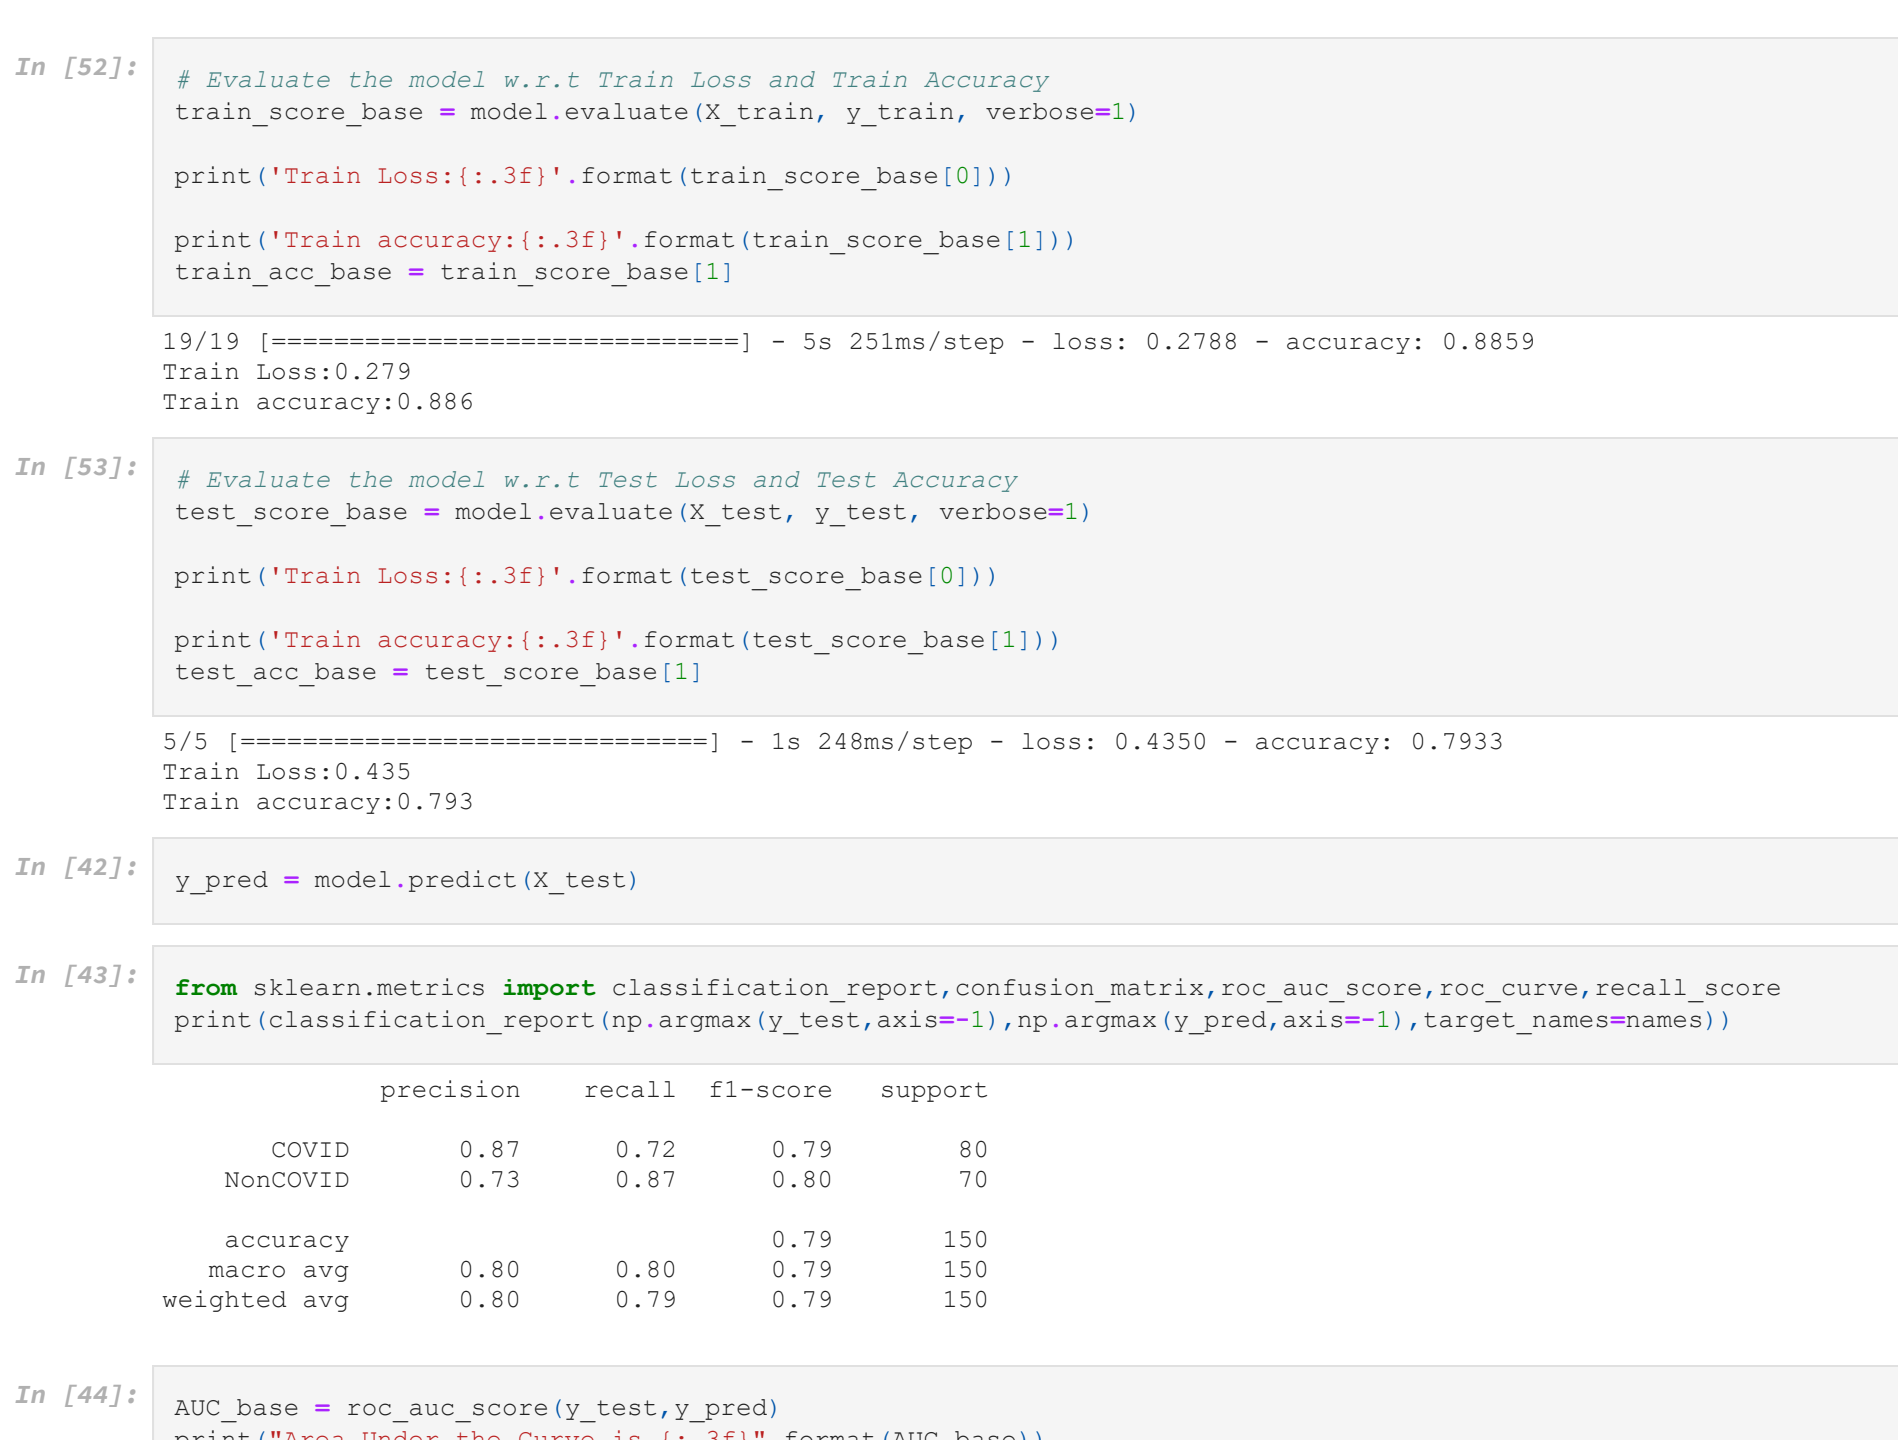 In [52]:
# Evaluate the model w.r.t Train Loss and Train Accuracy
train_score_base = model.evaluate(X_train, y_train, verbose=1)
print('Train Loss:{:.3f}'.format(train_score_base[0]))
print('Train accuracy:{:.3f}'.format(train_score_base[1]))
train_acc_base = train_score_base[1]
19/19 [==============================] - 5s 251ms/step - loss: 0.2788 - accuracy: 0.8859
Train Loss:0.279
Train accuracy:0.886
In [53]:
# Evaluate the model w.r.t Test Loss and Test Accuracy
test_score_base = model.evaluate(X_test, y_test, verbose=1)
print('Train Loss:{:.3f}'.format(test_score_base[0]))
print('Train accuracy:{:.3f}'.format(test_score_base[1]))
test_acc_base = test_score_base[1]
5/5 [==============================] - 1s 248ms/step - loss: 0.4350 - accuracy: 0.7933
Train Loss:0.435
Train accuracy:0.793
In [42]:
y_pred = model.predict(X_test)
In [43]:
from sklearn.metrics import classification_report,confusion_matrix,roc_auc_score,roc_curve,recall_score
print(classification_report(np.argmax(y_test,axis=-1),np.argmax(y_pred,axis=-1),target_names=names))
precision recall f1-score support
COVID 0.87 0.72 0.79 80
NonCOVID 0.73 0.87 0.80 70
accuracy 0.79 150
macro avg 0.80 0.80 0.79 150
weighted avg 0.80 0.79 0.79 150
In [44]:
AUC_base = roc_auc_score(y_test,y_pred)
print("Area Under the Curve is {:.3f}".format(AUC_base))